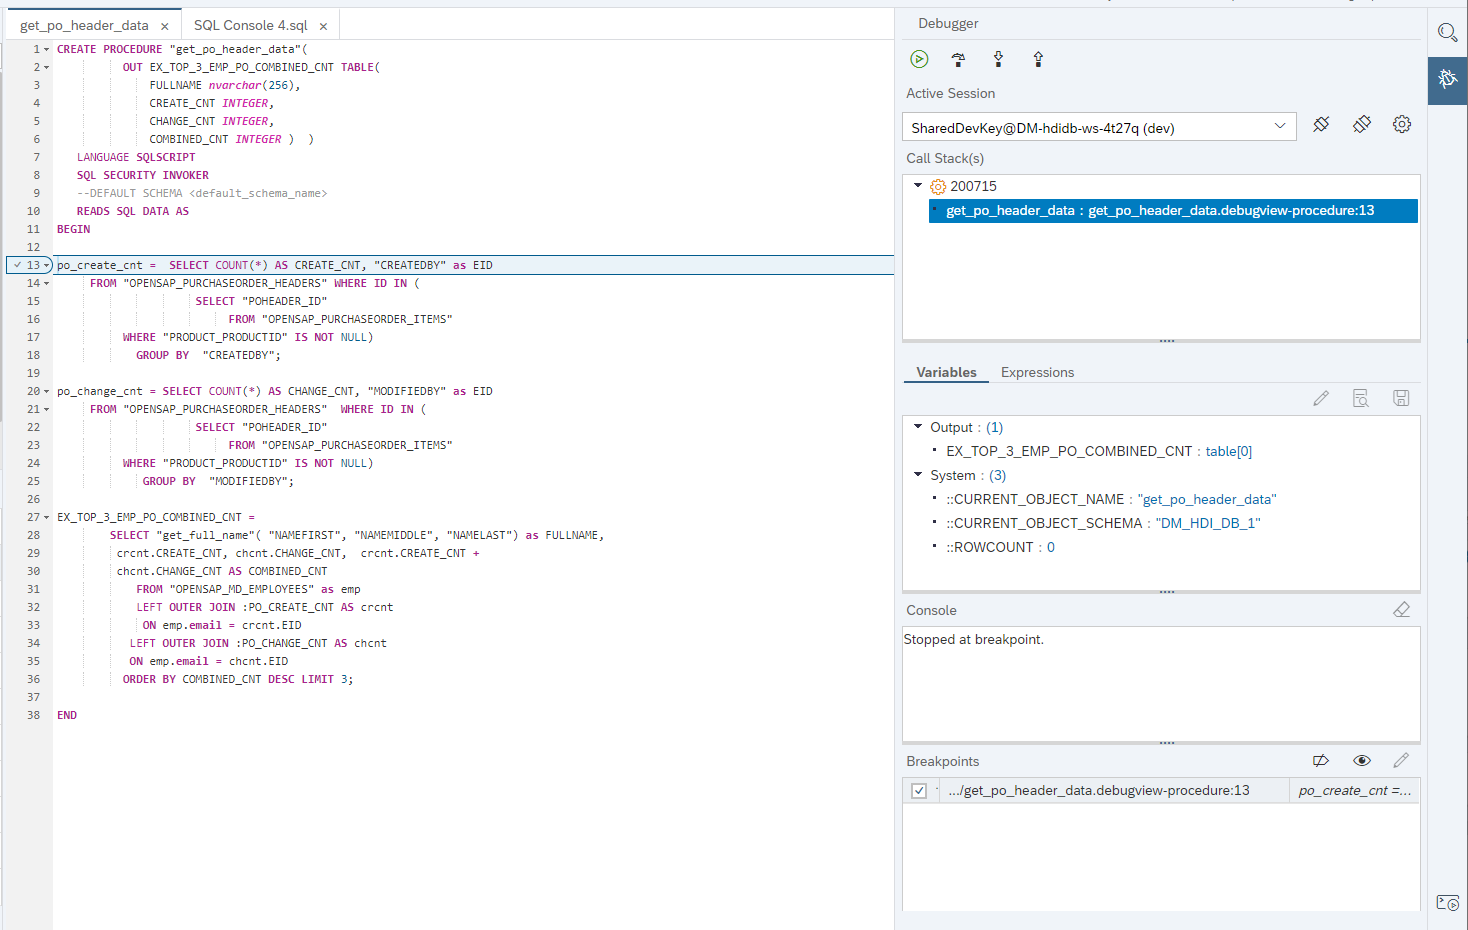 get_po_header_data ×
SQL Console 4.sql ×
1 CREATE PROCEDURE "get_po_header_data"(
2 OUT EX_TOP_3_EMP_PO_COMBINED_CNT TABLE(
3 FULLNAME nvarchar(256),
4 CREATE_CNT INTEGER,
5 CHANGE_CNT INTEGER,
6 COMBINED_CNT INTEGER ) )
7 LANGUAGE SQLSCRIPT
8 SQL SECURITY INVOKER
9 --DEFAULT SCHEMA <default_schema_name>
10 READS SQL DATA AS
11 BEGIN
12
13 po_create_cnt = SELECT COUNT(*) AS CREATE_CNT, "CREATEDBY" as EID
14 FROM "OPENSAP_PURCHASEORDER_HEADERS" WHERE ID IN (
15 SELECT "POHEADER_ID"
16 FROM "OPENSAP_PURCHASEORDER_ITEMS"
17 WHERE "PRODUCT_PRODUCTID" IS NOT NULL)
18 GROUP BY "CREATEDBY";
19
20 po_change_cnt = SELECT COUNT(*) AS CHANGE_CNT, "MODIFIEDBY" as EID
21 FROM "OPENSAP_PURCHASEORDER_HEADERS" WHERE ID IN (
22 SELECT "POHEADER_ID"
23 FROM "OPENSAP_PURCHASEORDER_ITEMS"
24 WHERE "PRODUCT_PRODUCTID" IS NOT NULL)
25 GROUP BY "MODIFIEDBY";
26
27 EX_TOP_3_EMP_PO_COMBINED_CNT =
28 SELECT "get_full_name"( "NAMEFIRST", "NAMEMIDDLE", "NAMELAST") as FULLNAME,
29 crcnt.CREATE_CNT, chcnt.CHANGE_CNT, crcnt.CREATE_CNT +
30 chcnt.CHANGE_CNT AS COMBINED_CNT
31 FROM "OPENSAP_MD_EMPLOYEES" as emp
32 LEFT OUTER JOIN :PO_CREATE_CNT AS crcnt
33 ON emp.email = crcnt.EID
34 LEFT OUTER JOIN :PO_CHANGE_CNT AS chcnt
35 ON emp.email = chcnt.EID
36 ORDER BY COMBINED_CNT DESC LIMIT 3;
37
38 END
Debugger
Active Session
SharedDevKey@DM-hdidb-ws-4t27q (dev)
Call Stack(s)
200715
get_po_header_data : get_po_header_data.debugview-procedure:13
Variables Expressions
Output : (1)
EX_TOP_3_EMP_PO_COMBINED_CNT : table[0]
System : (3)
::CURRENT_OBJECT_NAME : "get_po_header_data"
::CURRENT_OBJECT_SCHEMA : "DM_HDI_DB_1"
::ROWCOUNT : 0
Console
Stopped at breakpoint.
Breakpoints
.../get_po_header_data.debugview-procedure:13 po_create_cnt =...